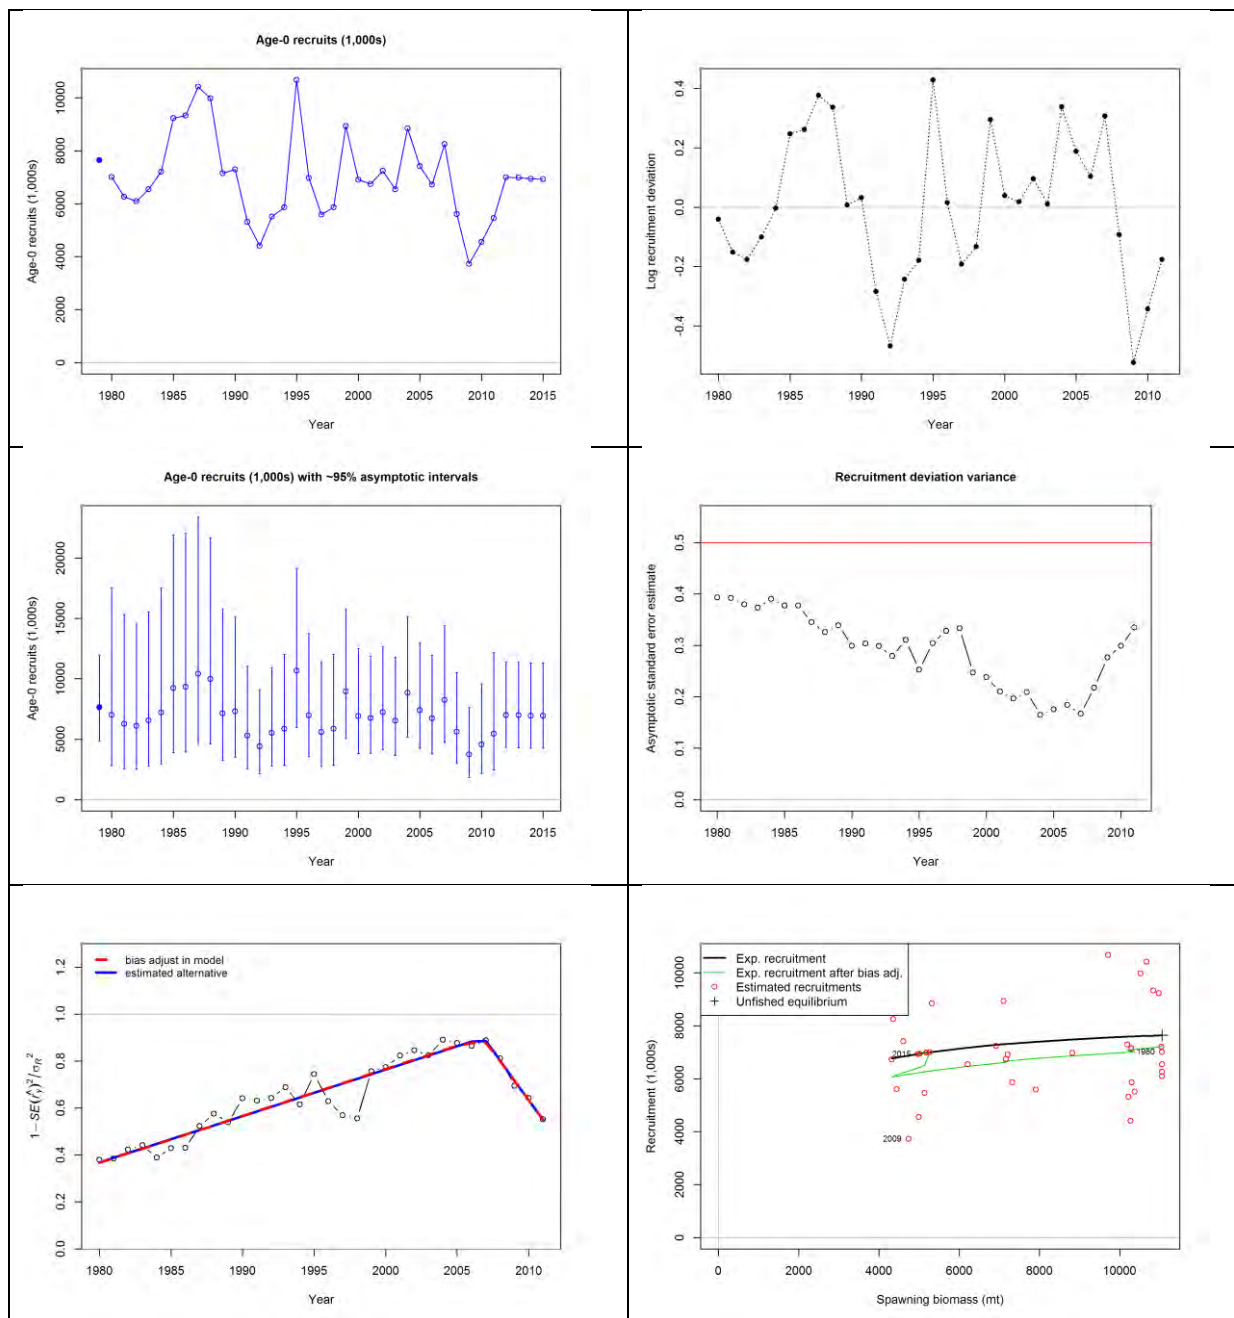 Age-0 recruits (1,000s)
Age-0 recruits (1,000s)
0 2000 4000 6000 8000 10000
1980 1985 1990 1995 2000 2005 2010 2015
Year
Log recruitment deviation
-0.4 -0.2 0.0 0.2 0.4
1980 1985 1990 1995 2000 2005 2010
Year
Age-0 recruits (1,000s) with ~95% asymptotic intervals
Age-0 recruits (1,000s)
0 5000 10000 15000 20000
1980 1985 1990 1995 2000 2005 2010 2015
Year
Recruitment deviation variance
Asymptotic standard error estimate
0.0 0.1 0.2 0.3 0.4 0.5
1980 1985 1990 1995 2000 2005 2010
Year
bias adjust in model
estimated alternative
1 − SE(r̂y)² / σR²
0.0 0.2 0.4 0.6 0.8 1.0 1.2
1980 1985 1990 1995 2000 2005 2010
Year
Exp. recruitment
Exp. recruitment after bias adj.
Estimated recruitments
Unfished equilibrium
2015
1980
2009
Recruitment (1,000s)
0 2000 4000 6000 8000 10000
0 2000 4000 6000 8000 10000
Spawning biomass (mt)